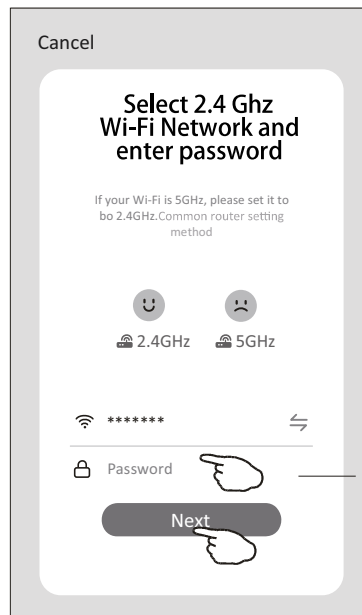 Cancel
Select 2.4 Ghz
Wi-Fi Network and
enter password
If your Wi-Fi is 5GHz, please set it to
bo 2.4GHz.Common router setting
method
2.4GHz 5GHz
*******
Password
Next